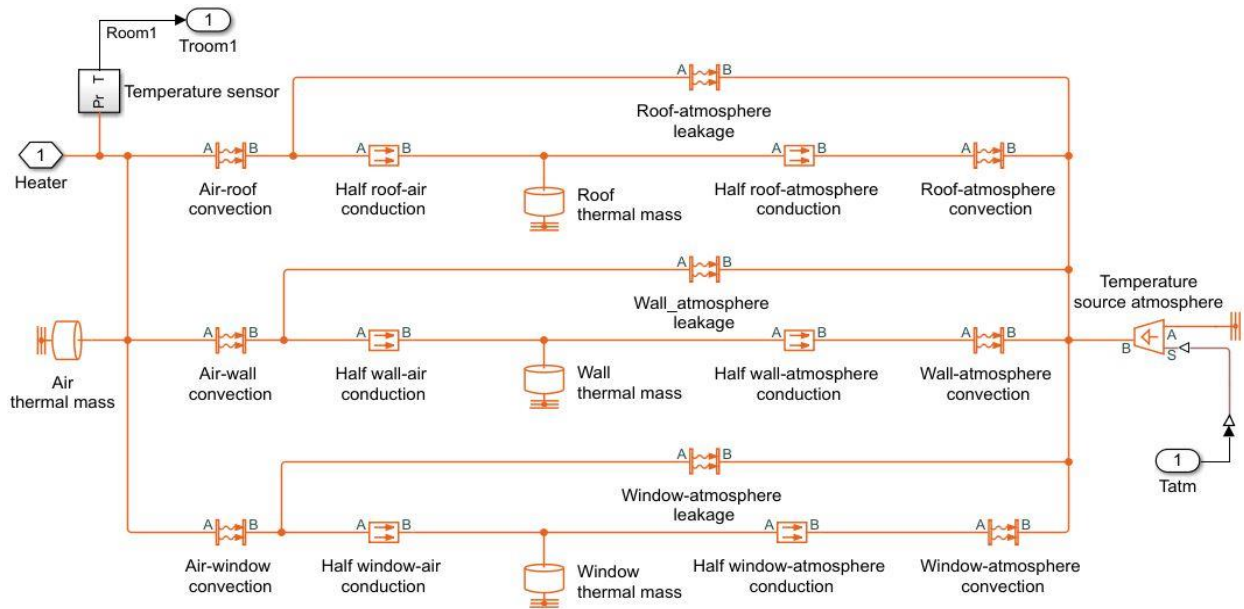 1
Room1
Troom1
T
Pr
Temperature sensor
A B
Roof-atmosphere
leakage
1
Heater
A B
Air-roof
convection
A B
Half roof-air
conduction
Roof
thermal mass
A B
Half roof-atmosphere
conduction
A B
Roof-atmosphere
convection
A B
Wall_atmosphere
leakage
Temperature
source atmosphere
Air
thermal mass
A B
Air-wall
convection
A B
Half wall-air
conduction
Wall
thermal mass
A B
Half wall-atmosphere
conduction
A B
Wall-atmosphere
convection
B
A
S
A B
Window-atmosphere
leakage
1
Tatm
A B
Air-window
convection
A B
Half window-air
conduction
Window
thermal mass
A B
Half window-atmosphere
conduction
A B
Window-atmosphere
convection